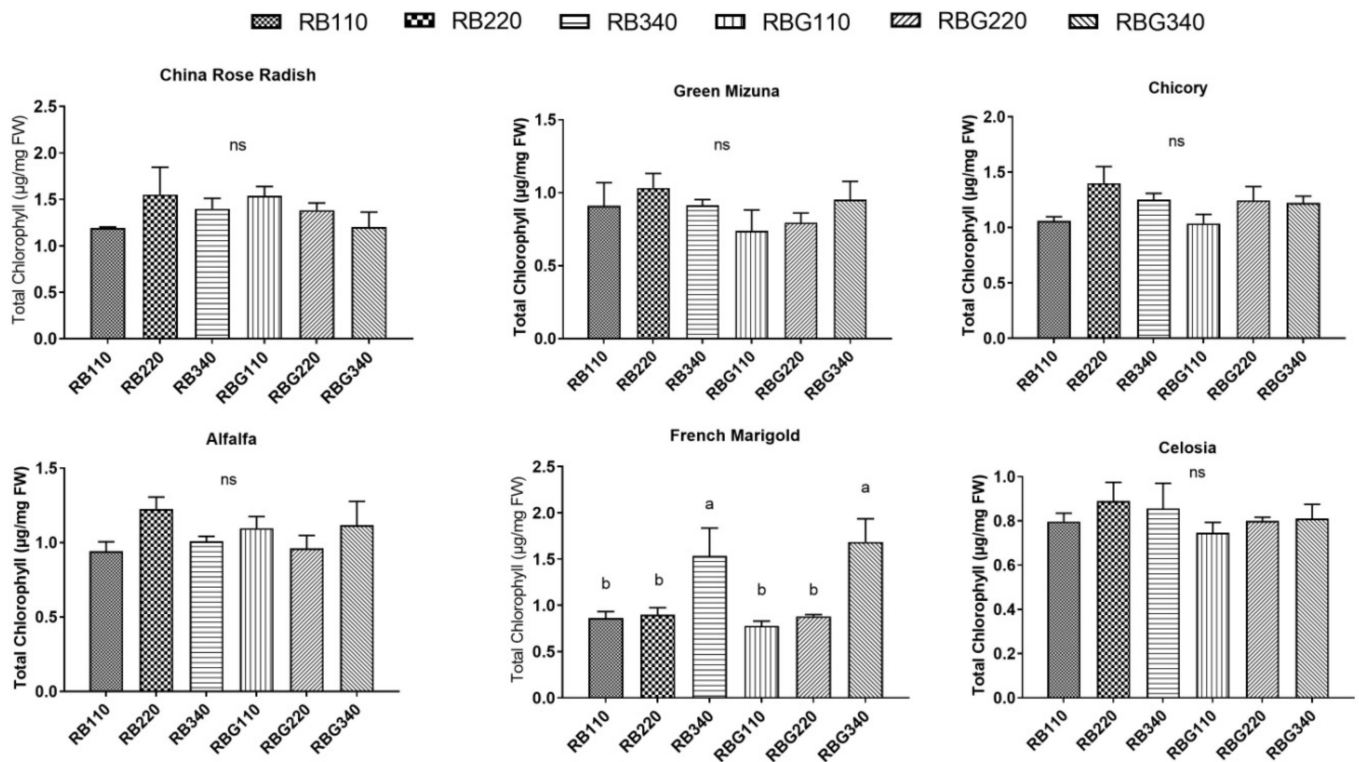 RB110 RB220 RB340 RBG110 RBG220 RBG340
China Rose Radish
Total Chlorophyll (µg/mg FW)
2.5
2.0
1.5
1.0
0.5
0.0
ns
RB110 RB220 RB340 RBG110 RBG220 RBG340
Green Mizuna
Total Chlorophyll (µg/mg FW)
1.5
1.0
0.5
0.0
ns
RB110 RB220 RB340 RBG110 RBG220 RBG340
Chicory
Total Chlorophyll (µg/mg FW)
2.0
1.5
1.0
0.5
0.0
ns
RB110 RB220 RB340 RBG110 RBG220 RBG340
Alfalfa
Total Chlorophyll (µg/mg FW)
1.5
1.0
0.5
0.0
ns
RB110 RB220 RB340 RBG110 RBG220 RBG340
French Marigold
Total Chlorophyll (µg/mg FW)
2.5
2.0
1.5
1.0
0.5
0.0
b b a b b a
RB110 RB220 RB340 RBG110 RBG220 RBG340
Celosia
Total Chlorophyll (µg/mg FW)
1.0
0.8
0.6
0.4
0.2
0.0
ns
RB110 RB220 RB340 RBG110 RBG220 RBG340